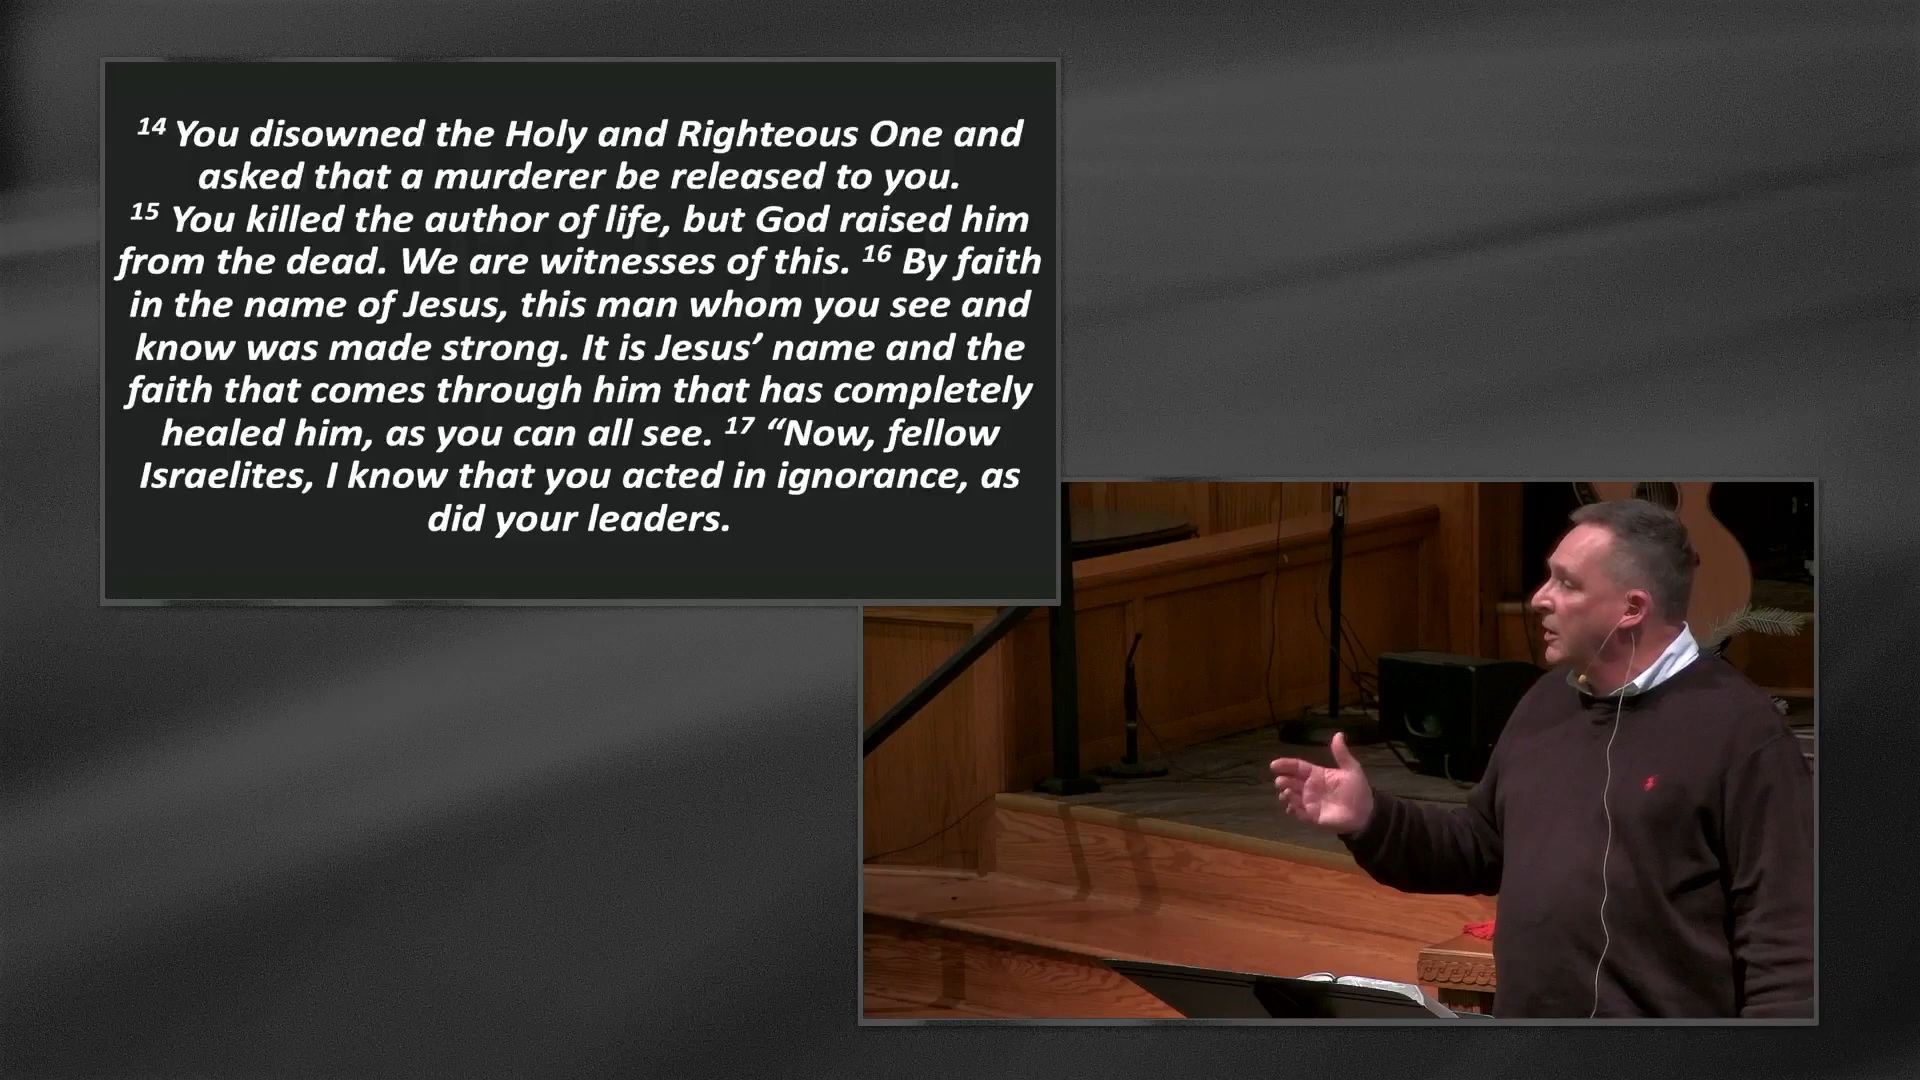 14 You disowned the Holy and Righteous One and
asked that a murderer be released to you.
15 You killed the author of life, but God raised him
from the dead. We are witnesses of this. 16 By faith
in the name of Jesus, this man whom you see and
know was made strong. It is Jesus’ name and the
faith that comes through him that has completely
healed him, as you can all see. 17 “Now, fellow
Israelites, I know that you acted in ignorance, as
did your leaders.